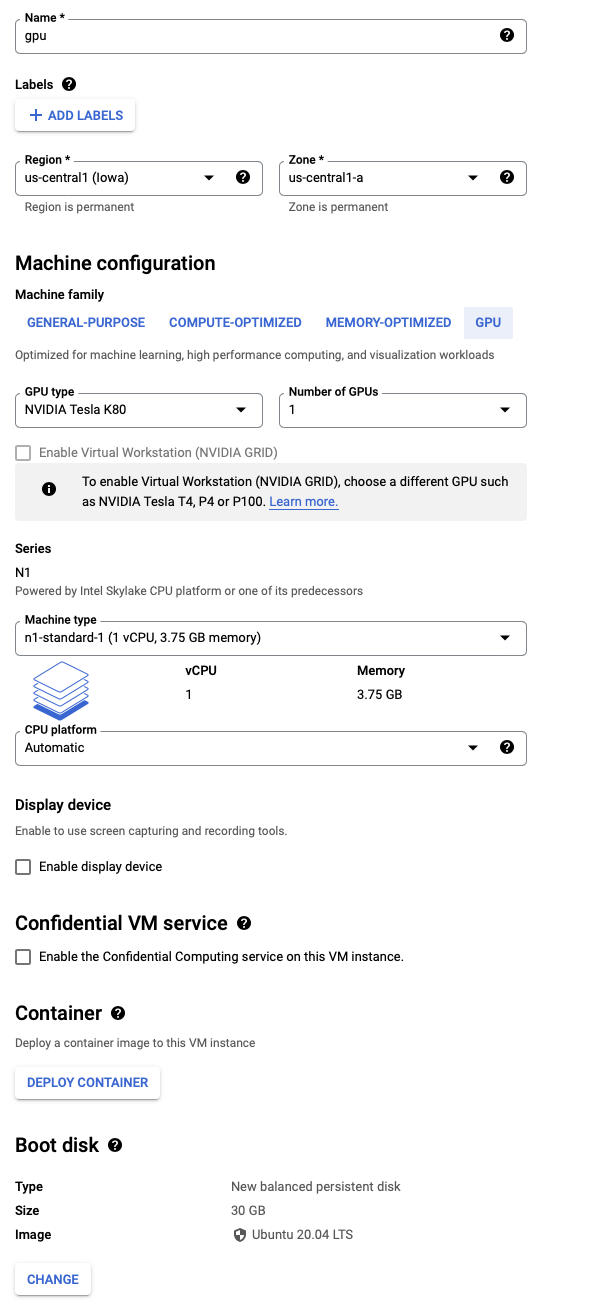 Name *
gpu
Labels
ADD LABELS
Region *
us-central1 (Iowa)
Region is permanent
Zone *
us-central1-a
Zone is permanent
Machine configuration
Machine family
GENERAL-PURPOSE COMPUTE-OPTIMIZED MEMORY-OPTIMIZED GPU
Optimized for machine learning, high performance computing, and visualization workloads
GPU type
NVIDIA Tesla K80
Number of GPUs
1
Enable Virtual Workstation (NVIDIA GRID)
To enable Virtual Workstation (NVIDIA GRID), choose a different GPU such
as NVIDIA Tesla T4, P4 or P100. Learn more.
Series
N1
Powered by Intel Skylake CPU platform or one of its predecessors
Machine type
n1-standard-1 (1 vCPU, 3.75 GB memory)
vCPU Memory
1 3.75 GB
CPU platform
Automatic
Display device
Enable to use screen capturing and recording tools.
Enable display device
Confidential VM service
Enable the Confidential Computing service on this VM instance.
Container
Deploy a container image to this VM instance
DEPLOY CONTAINER
Boot disk
Type New balanced persistent disk
Size 30 GB
Image Ubuntu 20.04 LTS
CHANGE